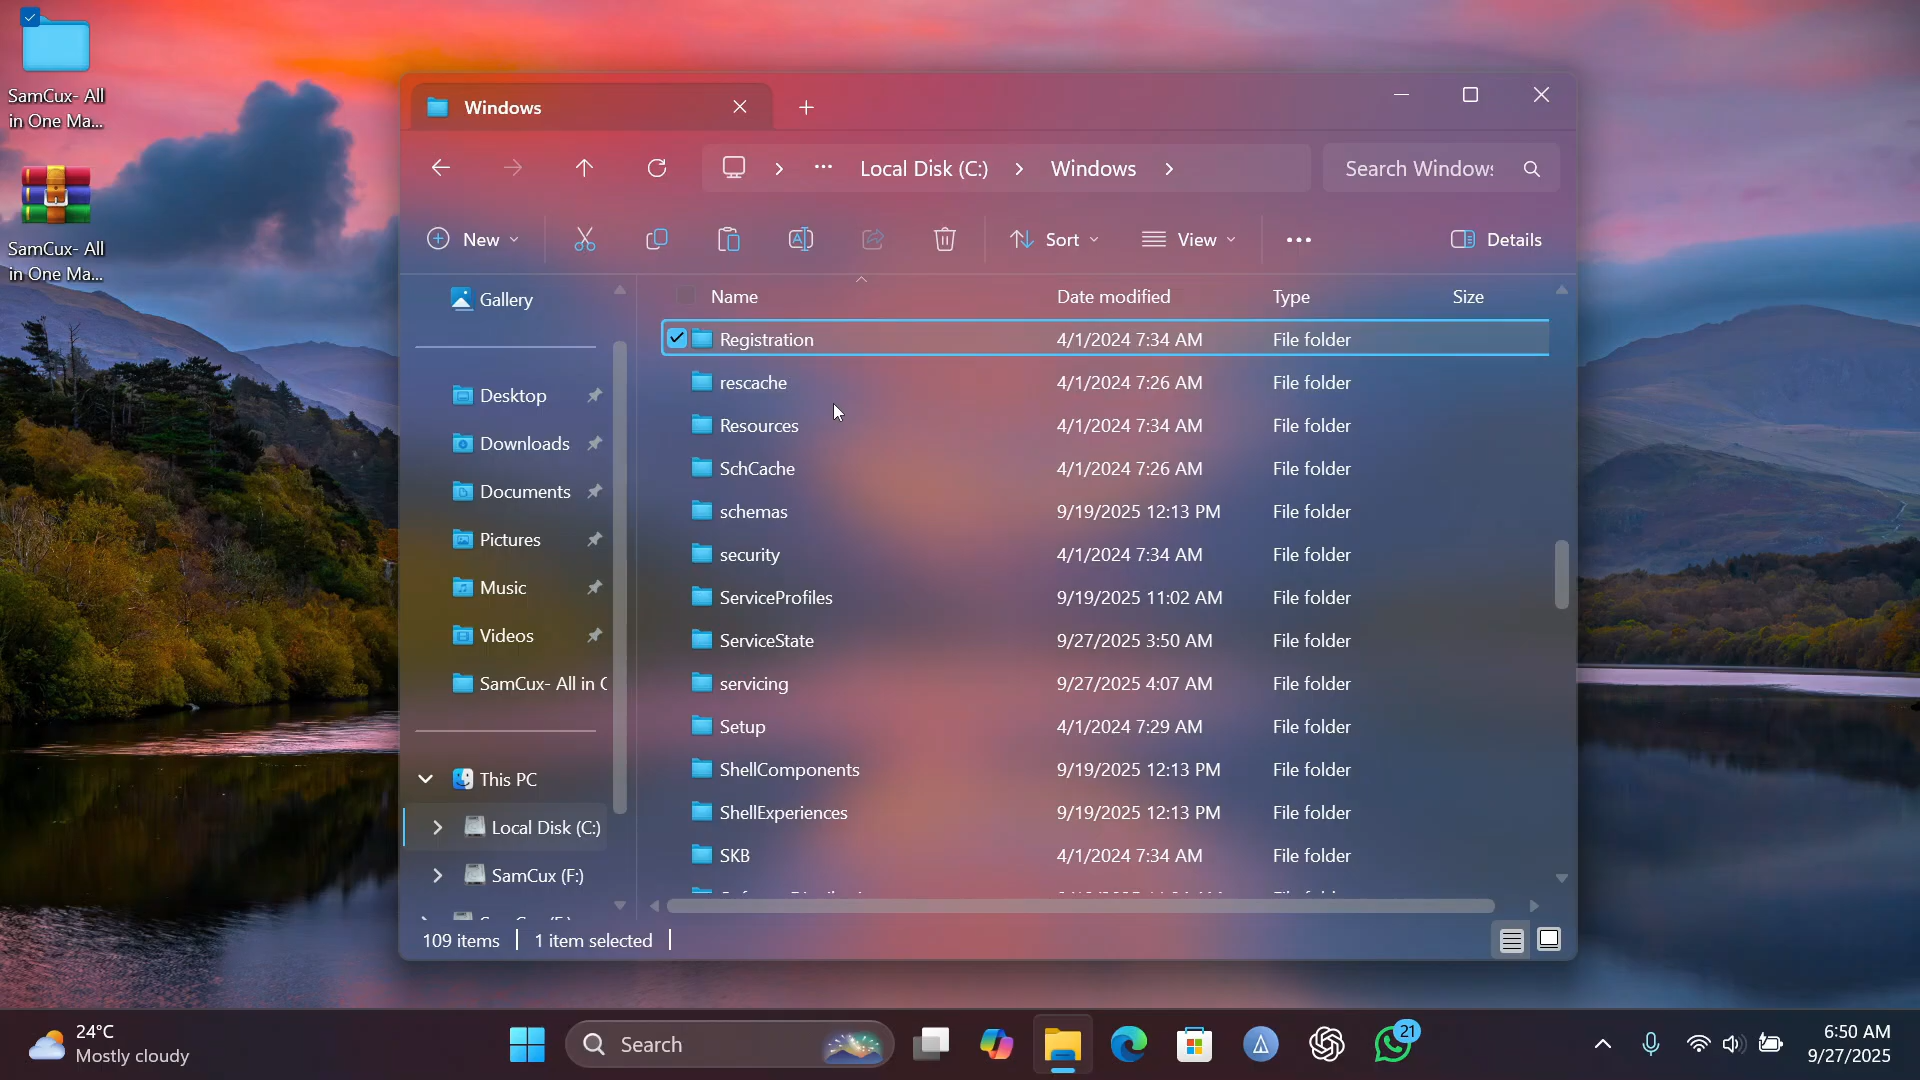 SamCux- All
in One Ma...
SamCux- All
in One Ma...
Windows
Local Disk (C:)
Windows
Search Windows
New
Sort
View
Details
Gallery
Desktop
Downloads
Documents
Pictures
Music
Videos
SamCux- All in
This PC
Local Disk (C:)
SamCux (F:)
Name Date modified Type Size
Registration 4/1/2024 7:34 AM File folder
rescache 4/1/2024 7:26 AM File folder
Resources 4/1/2024 7:34 AM File folder
SchCache 4/1/2024 7:26 AM File folder
schemas 9/19/2025 12:13 PM File folder
security 4/1/2024 7:34 AM File folder
ServiceProfiles 9/19/2025 11:02 AM File folder
ServiceState 9/27/2025 3:50 AM File folder
servicing 9/27/2025 4:07 AM File folder
Setup 4/1/2024 7:29 AM File folder
ShellComponents 9/19/2025 12:13 PM File folder
ShellExperiences 9/19/2025 12:13 PM File folder
SKB 4/1/2024 7:34 AM File folder
109 items 1 item selected
24°C
Mostly cloudy
Search
21
6:50 AM
9/27/2025